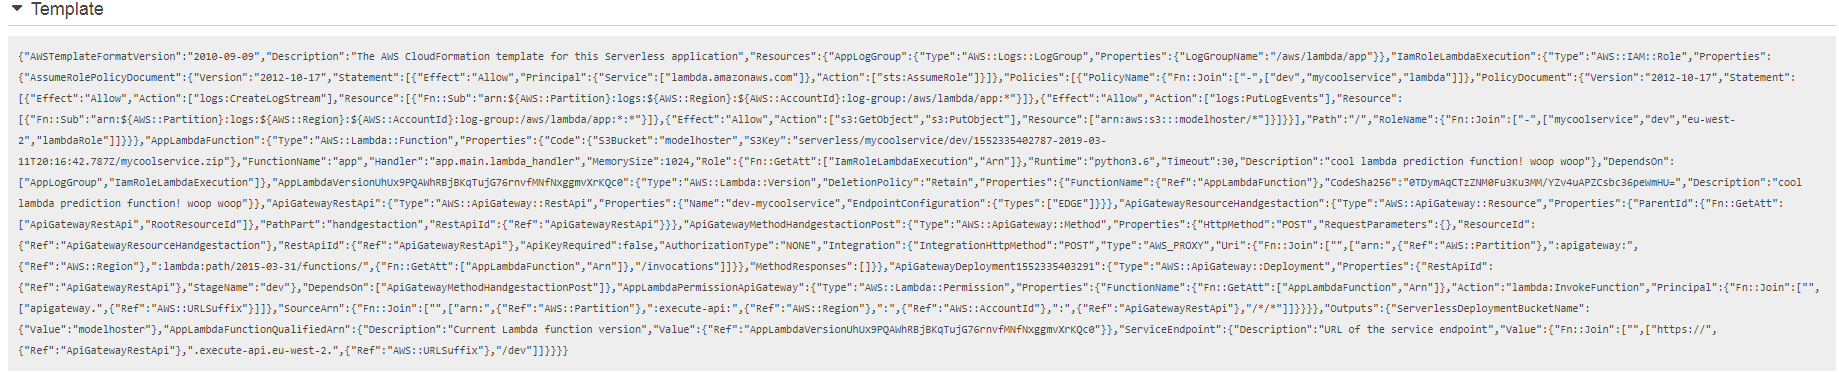 Template
{"AWSTemplateFormatVersion":"2010-09-09","Description":"The AWS CloudFormation template for this Serverless application","Resources":{"AppLogGroup":{"Type":"AWS::Logs::LogGroup","Properties":{"LogGroupName":"/aws/lambda/app"}},"IamRoleLambdaExecution":{"Type":"AWS::IAM::Role","Properties":
{"AssumeRolePolicyDocument":{"Version":"2012-10-17","Statement":[{"Effect":"Allow","Principal":{"Service":["lambda.amazonaws.com"]},"Action":["sts:AssumeRole"]}]},"Policies":[{"PolicyName":{"Fn::Join":["-",["dev","mycoolservice","lambda"]]},"PolicyDocument":{"Version":"2012-10-17","Statement":
[{"Effect":"Allow","Action":["logs:CreateLogStream"],"Resource":[{"Fn::Sub":"arn:${AWS::Partition}:logs:${AWS::Region}:${AWS::AccountId}:log-group:/aws/lambda/app:*"}]},{"Effect":"Allow","Action":["logs:PutLogEvents"],"Resource":
[{"Fn::Sub":"arn:${AWS::Partition}:logs:${AWS::Region}:${AWS::AccountId}:log-group:/aws/lambda/app:*:*"}]},{"Effect":"Allow","Action":["s3:GetObject","s3:PutObject"],"Resource":["arn:aws:s3:::modelhoster/*"]}]}}],"Path":"/","RoleName":{"Fn::Join":["-",["mycoolservice","dev","eu-west-
2","lambdaRole"]]}}},"AppLambdaFunction":{"Type":"AWS::Lambda::Function","Properties":{"Code":{"S3Bucket":"modelhoster","S3Key":"serverless/mycoolservice/dev/1552335402787-2019-03-
11T20:16:42.787Z/mycoolservice.zip"},"FunctionName":"app","Handler":"app.main.lambda_handler","MemorySize":1024,"Role":{"Fn::GetAtt":["IamRoleLambdaExecution","Arn"]},"Runtime":"python3.6","Timeout":30,"Description":"cool lambda prediction function! woop woop"},"DependsOn":
["AppLogGroup","IamRoleLambdaExecution"]},"AppLambdaVersionUhUx9PQAWhRBjBKqTujG76rnvfMNfNxggmvXrKQc0":{"Type":"AWS::Lambda::Version","DeletionPolicy":"Retain","Properties":{"FunctionName":{"Ref":"AppLambdaFunction"},"CodeSha256":"0TDymAqCTzZNM0Fu3Ku3MM/YZv4uAPZCsbc36peWmHU=","Description":"cool
lambda prediction function! woop woop"}},"ApiGatewayRestApi":{"Type":"AWS::ApiGateway::RestApi","Properties":{"Name":"dev-mycoolservice","EndpointConfiguration":{"Types":["EDGE"]}}},"ApiGatewayResourceHandgestaction":{"Type":"AWS::ApiGateway::Resource","Properties":{"ParentId":{"Fn::GetAtt":
["ApiGatewayRestApi","RootResourceId"]},"PathPart":"handgestaction","RestApiId":{"Ref":"ApiGatewayRestApi"}}},"ApiGatewayMethodHandgestactionPost":{"Type":"AWS::ApiGateway::Method","Properties":{"HttpMethod":"POST","RequestParameters":{},"ResourceId":
{"Ref":"ApiGatewayResourceHandgestaction"},"RestApiId":{"Ref":"ApiGatewayRestApi"},"ApiKeyRequired":false,"AuthorizationType":"NONE","Integration":{"IntegrationHttpMethod":"POST","Type":"AWS_PROXY","Uri":{"Fn::Join":["",["arn:",{"Ref":"AWS::Partition"},":apigateway:",
{"Ref":"AWS::Region"},":lambda:path/2015-03-31/functions/",{"Fn::GetAtt":["AppLambdaFunction","Arn"]},"/invocations"]]}},"MethodResponses":[]}},"ApiGatewayDeployment1552335403291":{"Type":"AWS::ApiGateway::Deployment","Properties":{"RestApiId":
{"Ref":"ApiGatewayRestApi"},"StageName":"dev"},"DependsOn":["ApiGatewayMethodHandgestactionPost"]},"AppLambdaPermissionApiGateway":{"Type":"AWS::Lambda::Permission","Properties":{"FunctionName":{"Fn::GetAtt":["AppLambdaFunction","Arn"]},"Action":"lambda:InvokeFunction","Principal":{"Fn::Join":["",
["apigateway.",{"Ref":"AWS::URLSuffix"}]]},"SourceArn":{"Fn::Join":["",["arn:",{"Ref":"AWS::Partition"},":execute-api:",{"Ref":"AWS::Region"},":",{"Ref":"AWS::AccountId"},":",{"Ref":"ApiGatewayRestApi"},"/*/*"]]}}}},"Outputs":{"ServerlessDeploymentBucketName":
{"Value":"modelhoster"},"AppLambdaFunctionQualifiedArn":{"Description":"Current Lambda function version","Value":{"Ref":"AppLambdaVersionUhUx9PQAWhRBjBKqTujG76rnvfMNfNxggmvXrKQc0"}},"ServiceEndpoint":{"Description":"URL of the service endpoint","Value":{"Fn::Join":["",["https://",
{"Ref":"ApiGatewayRestApi"},".execute-api.eu-west-2.",{"Ref":"AWS::URLSuffix"},"/dev"]]}}}}